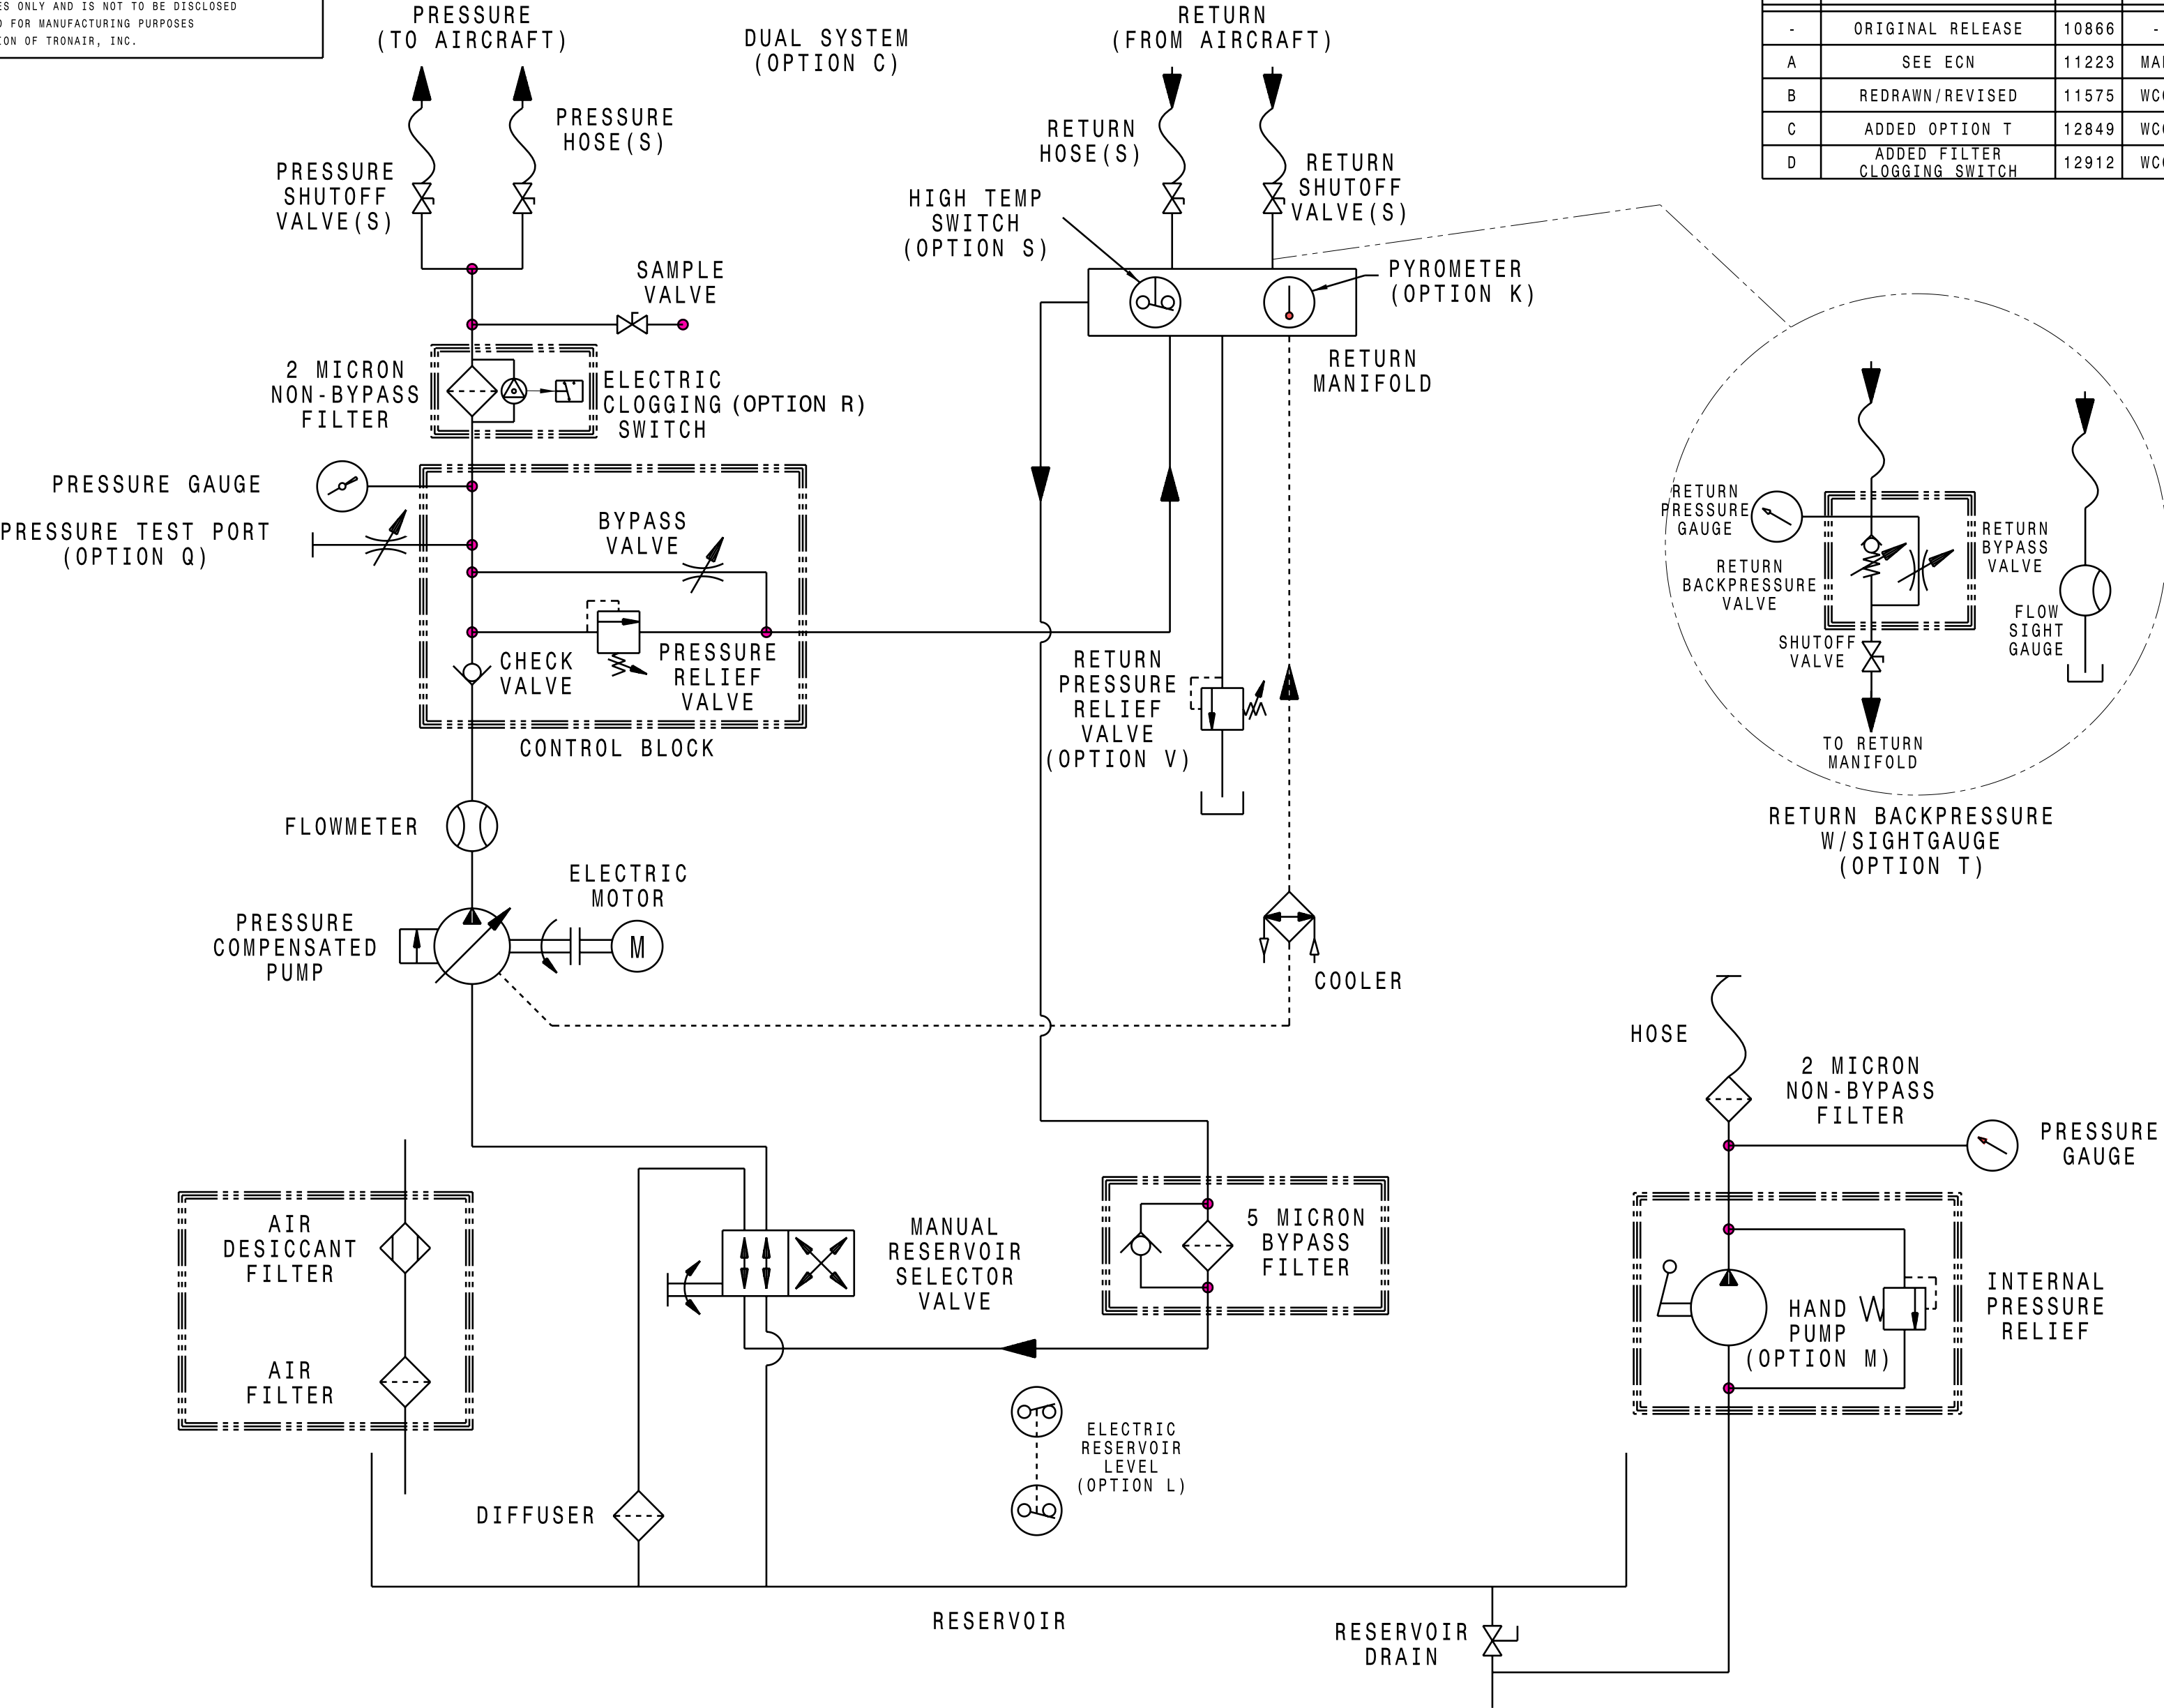 ES ONLY AND IS NOT TO BE DISCLOSED
FOR MANUFACTURING PURPOSES
ION OF TRONAIR, INC.
PRESSURE
(TO AIRCRAFT)
DUAL SYSTEM
(OPTION C)
RETURN
(FROM AIRCRAFT)
- ORIGINAL RELEASE 10866 -
A SEE ECN 11223
B REDRAWN/REVISED 11575
C ADDED OPTION T 12849
D ADDED FILTER
CLOGGING SWITCH 12912
PRESSURE
HOSE(S)
PRESSURE
SHUTOFF
VALVE(S)
RETURN
HOSE(S)
RETURN
SHUTOFF
VALVE(S)
HIGH TEMP
SWITCH
(OPTION S)
SAMPLE
VALVE
PYROMETER
(OPTION K)
2 MICRON
NON-BYPASS
FILTER
ELECTRIC
CLOGGING (OPTION R)
SWITCH
RETURN
MANIFOLD
PRESSURE GAUGE
PRESSURE TEST PORT
(OPTION Q)
BYPASS
VALVE
CHECK
VALVE
PRESSURE
RELIEF
VALVE
CONTROL BLOCK
RETURN
PRESSURE
RELIEF
VALVE
(OPTION V)
RETURN
PRESSURE
GAUGE
RETURN
BACKPRESSURE
VALVE
RETURN
BYPASS
VALVE
FLOW
SIGHT
GAUGE
SHUTOFF
VALVE
TO RETURN
MANIFOLD
RETURN BACKPRESSURE
W/SIGHTGAUGE
(OPTION T)
FLOWMETER
ELECTRIC
MOTOR
PRESSURE
COMPENSATED
PUMP
M
COOLER
HOSE
2 MICRON
NON-BYPASS
FILTER
PRESSURE
GAUGE
AIR
DESICCANT
FILTER
AIR
FILTER
MANUAL
RESERVOIR
SELECTOR
VALVE
5 MICRON
BYPASS
FILTER
HAND
PUMP
(OPTION M)
INTERNAL
PRESSURE
RELIEF
ELECTRIC
RESERVOIR
LEVEL
(OPTION L)
DIFFUSER
RESERVOIR
RESERVOIR
DRAIN